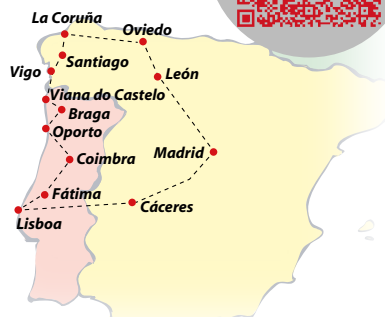 La Coruña
Oviedo
Santiago
León
Vigo
Viana do Castelo
Braga
Oporto
Coimbra
Madrid
Fátima
Cáceres
Lisboa